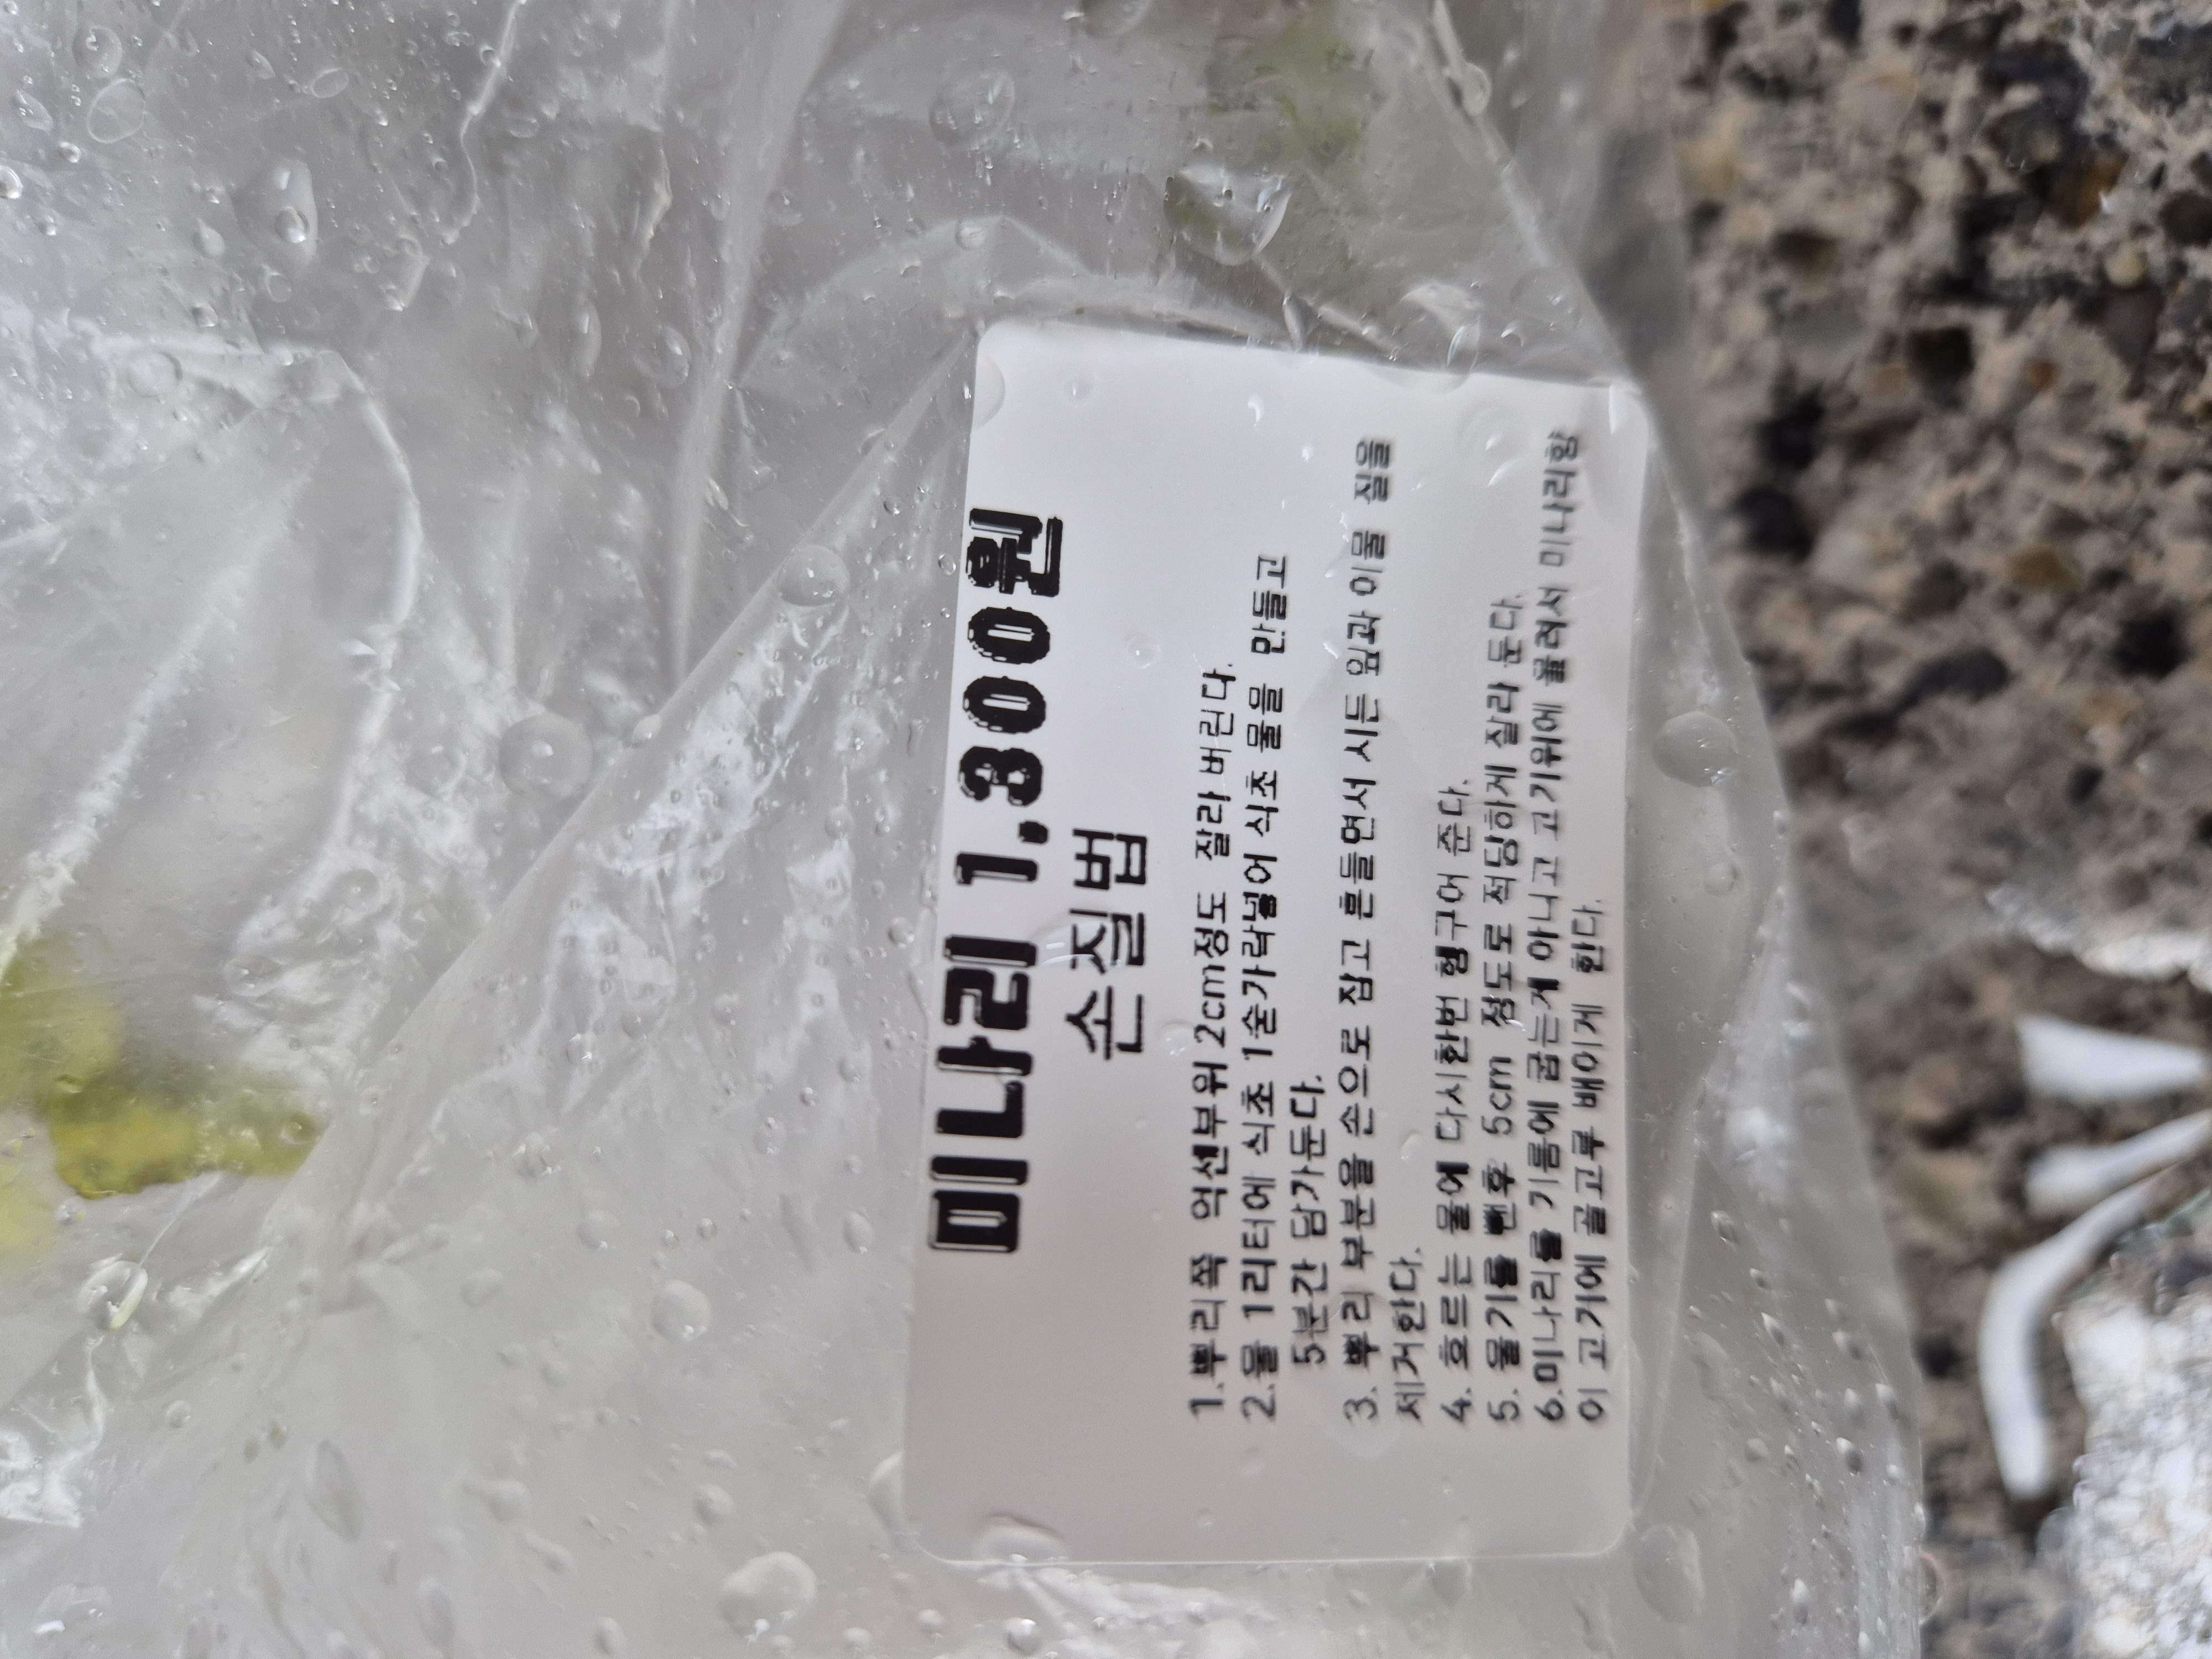 미나리 1,300원
손질법
1.뿌리쪽 억센부위 2cm정도 잘라 버린다.
2.물 1리터에 식초 1숟가락넣어 식초 물을 만들고
5분간 담가둔다.
3. 뿌리 부분을 손으로 잡고 흔들면서 시든 잎과 이물 질을
제거한다.
4. 흐르는 물에 다시한번 헹구어 준다.
5. 물기를 뺀후 5cm 정도로 적당하게 잘라 둔다.
6.미나리를 기름에 굽는게 아니고 고기위에 올려서 미나리향
이 고기에 골고루 배이게 한다.